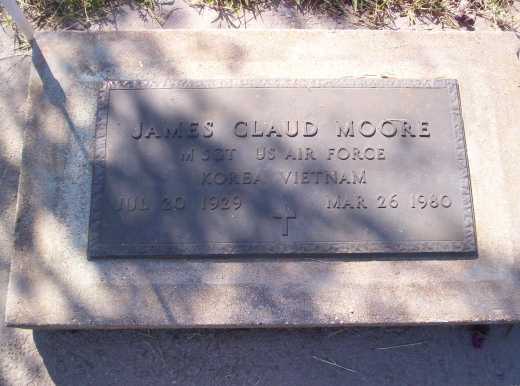 JAMES CLAUD MOORE
M SGT US AIR FORCE
KOREA VIETNAM
JUL 20 1929 MAR 26 1980